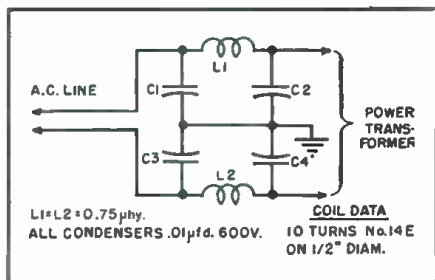 L1
A.C. LINE
C1
C2
POWER
TRANS-
FORMER
C3
C4
L2
L1=L2=0.75µhy.
ALL CONDENSERS .01µfd. 600V.
COIL DATA
10 TURNS No.14E
ON 1/2" DIAM.